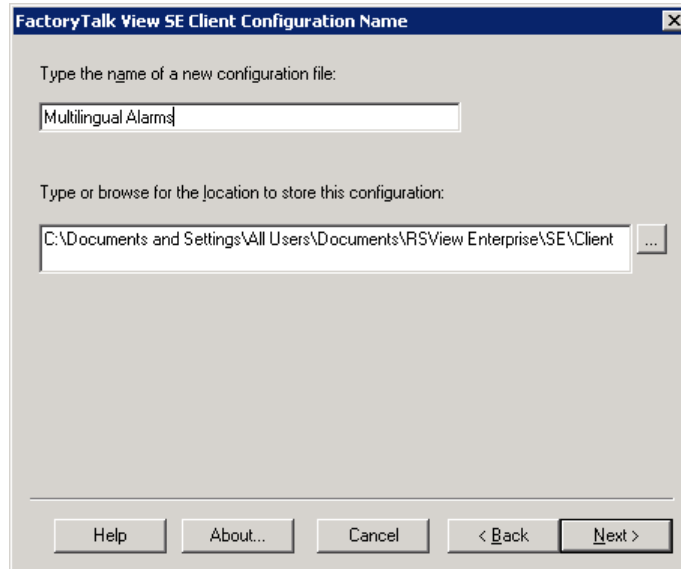 FactoryTalk View SE Client Configuration Name
Type the name of a new configuration file:
Multilingual Alarms
Type or browse for the location to store this configuration:
C:\Documents and Settings\All Users\Documents\RSView Enterprise\SE\Client
...
Help
About...
Cancel
< Back
Next >